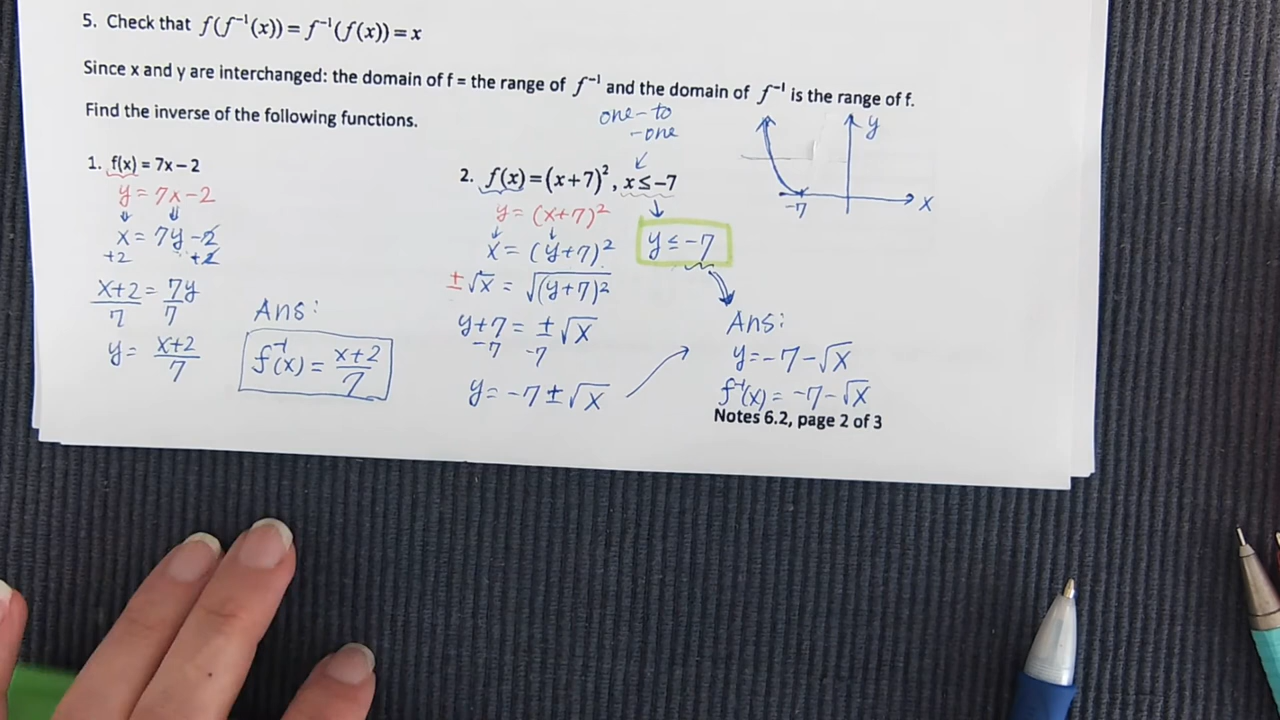 5. Check that f(f⁻¹(x)) = f⁻¹(f(x)) = x
Since x and y are interchanged: the domain of f = the range of f⁻¹ and the domain of f⁻¹ is the range of f.
Find the inverse of the following functions.
1. f(x) = 7x – 2
y = 7x - 2
x = 7y - 2
+2 +2
x+2 = 7y
7 7
y = x+2
7
Ans:
f⁻¹(x) = x+2
7
one-to
-one
2. f(x) = (x+7)², x ≤ –7
y = (x+7)²
x = (y+7)²
y ≤ -7
±√x = √(y+7)²
y+7 = ±√x
-7 -7
y = -7 ± √x
Ans:
y = -7 - √x
f⁻¹(x) = -7 - √x
y
x
-7
Notes 6.2, page 2 of 3